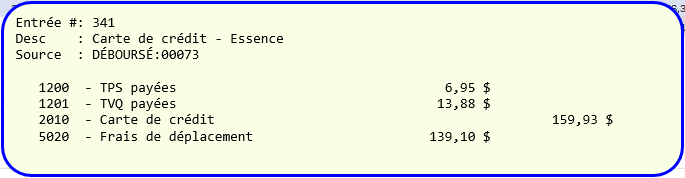 Entrée #: 341
Desc    : Carte de crédit - Essence
Source  : DÉBOURSÉ:00073
1200  - TPS payées                                   6,95 $
1201  - TVQ payées                                  13,88 $
2010  - Carte de crédit                                            159,93 $
5020  - Frais de déplacement                       139,10 $